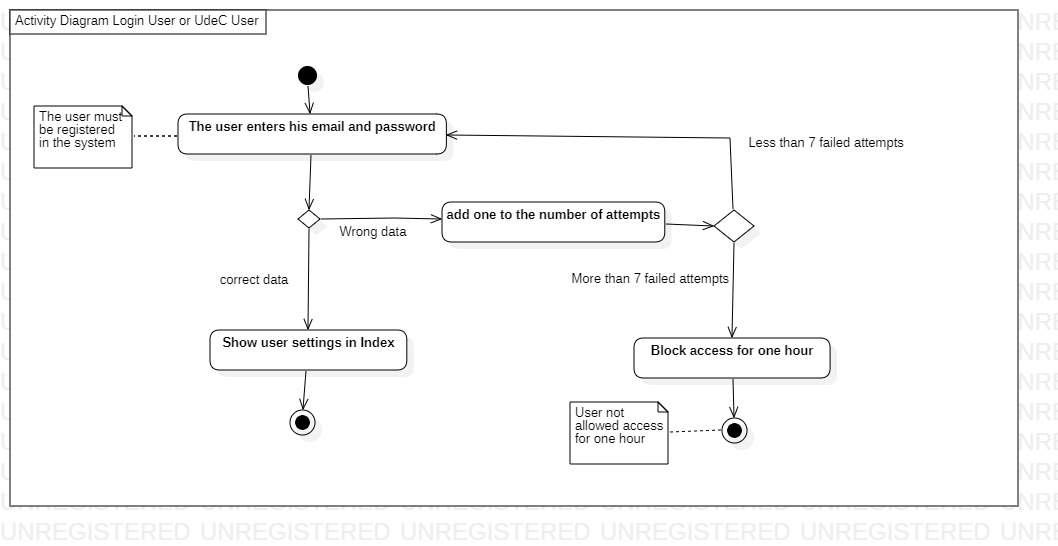 Activity Diagram Login User or UdeC User
The user must
be registered
in the system
The user enters his email and password
Less than 7 failed attempts
add one to the number of attempts
Wrong data
correct data
More than 7 failed attempts
Show user settings in Index
Block access for one hour
User not
allowed access
for one hour
UNREGISTERED UNREGISTERED UNREGISTERED UNREGISTERED UNREGISTERED UNRE